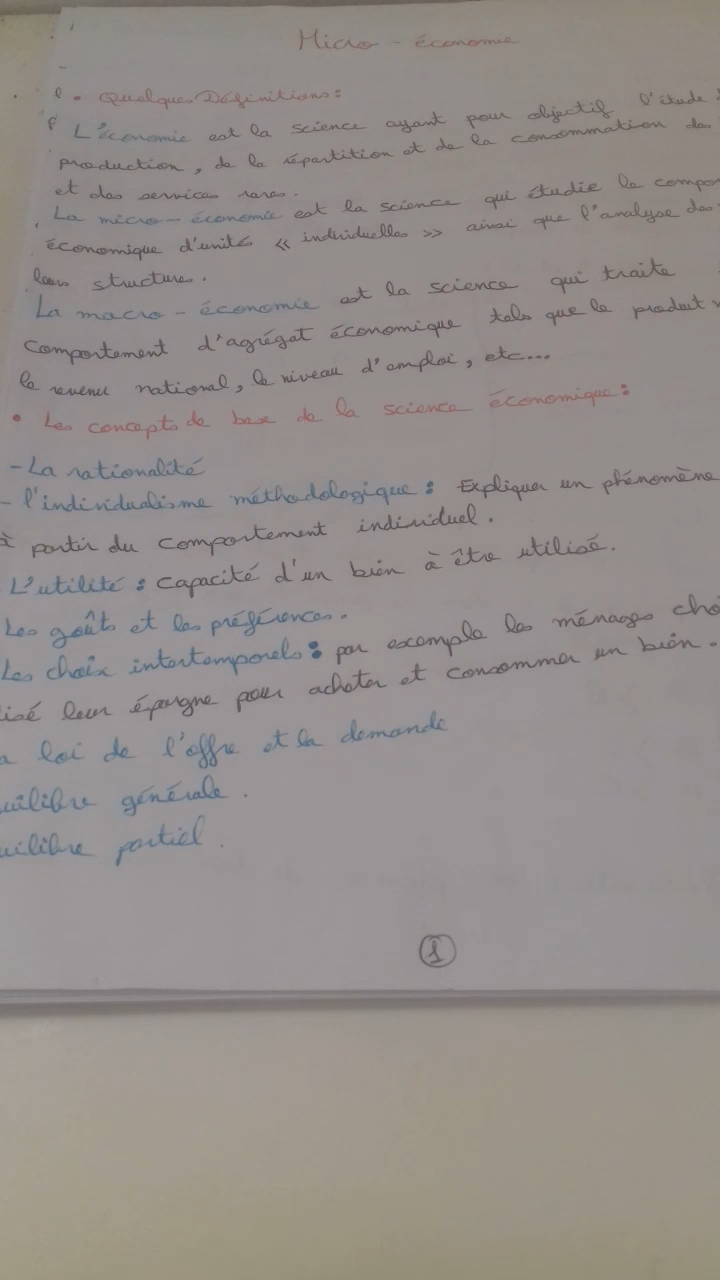 Micro - économie
• Quelques Définitions :
L'économie est la science ayant pour objectif l'étude
production, de la répartition et de la consommation des
et des services rares.
La micro - économie est la science qui étudie le compor
économique d'unités « individuelles » ainsi que l'analyse des
leur structure.
La macro - économie est la science qui traite
comportement d'agrégat économique tels que le produit
le revenu national, le niveau d'emploi, etc...
• Les concepts de base de la science économique :
- La rationalité
- l'individualisme méthodologique : Expliquer un phénomène
à partir du comportement individuel.
L'utilité : capacité d'un bien à être utilisé.
Les goûts et les préférences.
Les choix intertemporels : par exemple les ménages cho
isé leur épargne pour acheter et consommer un bien.
a loi de l'offre et la demande
uilibre générale.
uilibre partiel.
1